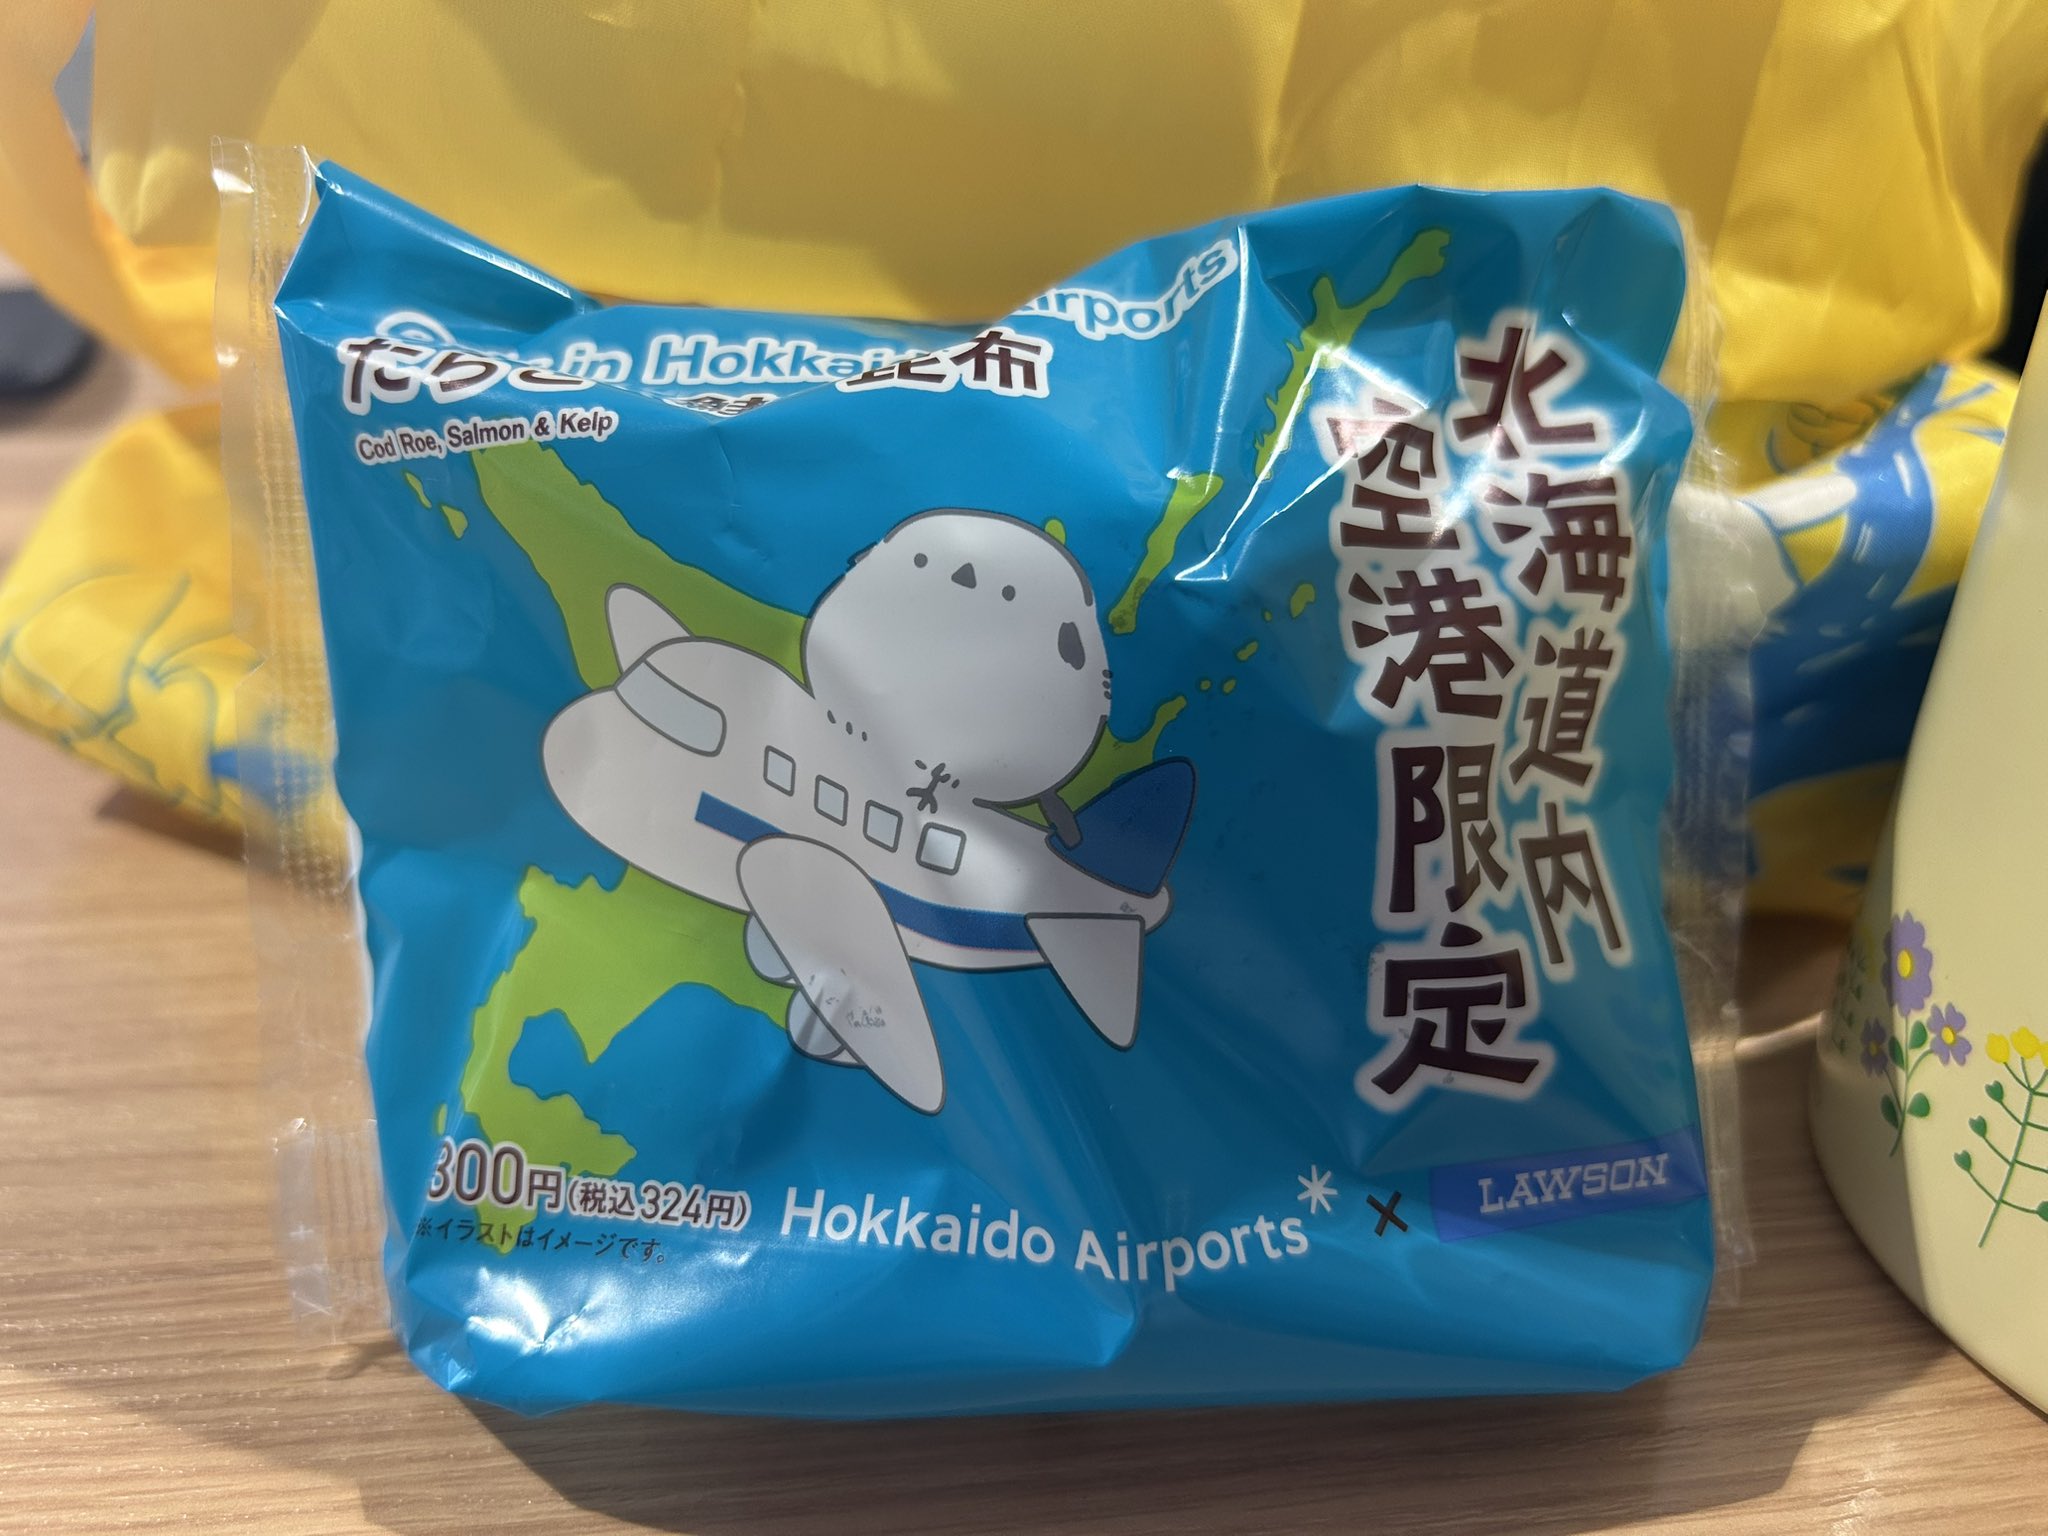 in Hokkai
Airports
たらこ
鮭
昆布
Cod Roe, Salmon & Kelp
北海道内
空港限定
300円(税込324円)
※イラストはイメージです。
Hokkaido Airports × LAWSON